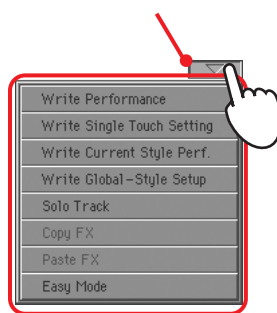 Write Performance
Write Single Touch Setting
Write Current Style Perf.
Write Global-Style Setup
Solo Track
Copy FX
Paste FX
Easy Mode